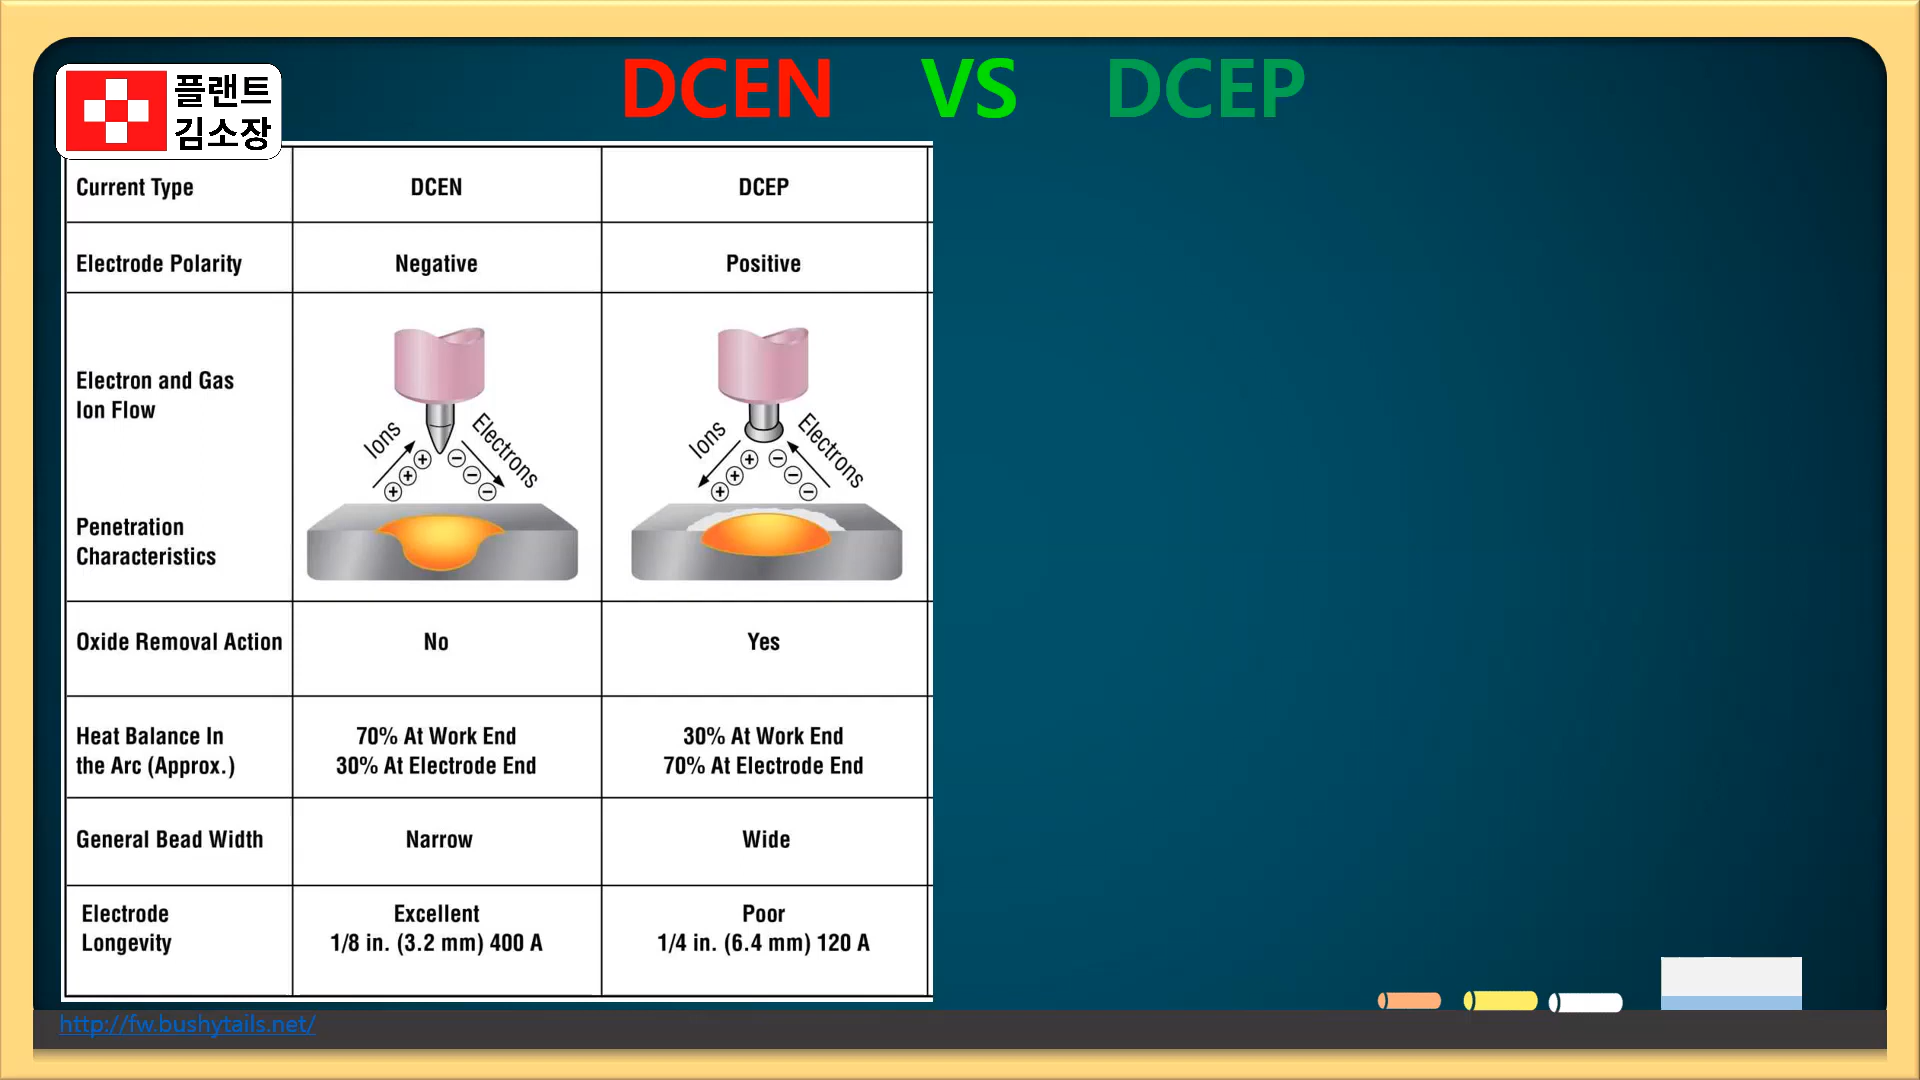 플랜트
김소장
DCEN VS DCEP
Current Type DCEN DCEP
Electrode Polarity Negative Positive
Electron and Gas
Ion Flow
Ions Electrons Ions Electrons
Penetration
Characteristics
Oxide Removal Action No Yes
Heat Balance In 70% At Work End 30% At Work End
the Arc (Approx.) 30% At Electrode End 70% At Electrode End
General Bead Width Narrow Wide
Electrode Excellent Poor
Longevity 1/8 in. (3.2 mm) 400 A 1/4 in. (6.4 mm) 120 A
http://fw.bushytails.net/